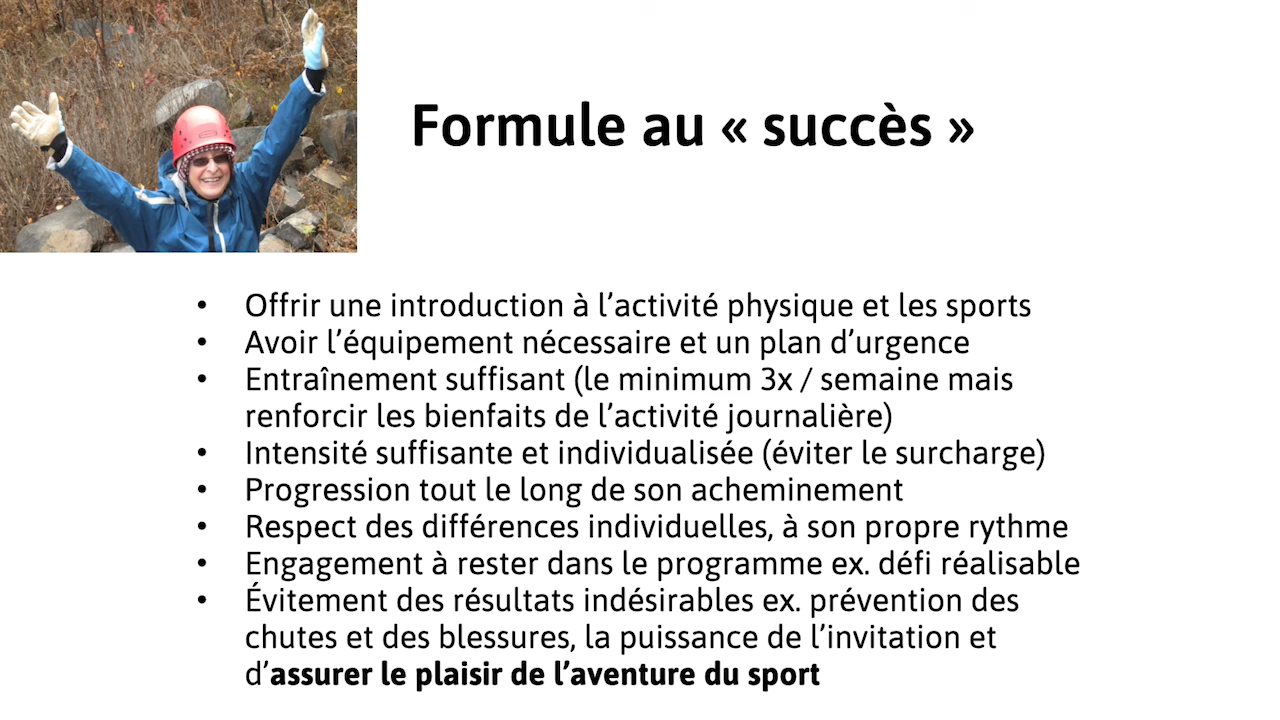 Formule au « succès »
• Offrir une introduction à l’activité physique et les sports
• Avoir l’équipement nécessaire et un plan d’urgence
• Entraînement suffisant (le minimum 3x / semaine mais
renforcir les bienfaits de l’activité journalière)
• Intensité suffisante et individualisée (éviter le surcharge)
• Progression tout le long de son acheminement
• Respect des différences individuelles, à son propre rythme
• Engagement à rester dans le programme ex. défi réalisable
• Évitement des résultats indésirables ex. prévention des
chutes et des blessures, la puissance de l’invitation et
d’assurer le plaisir de l’aventure du sport